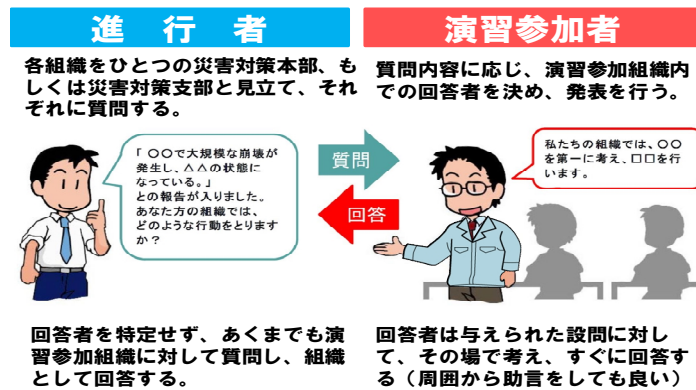 進行者
各組織をひとつの災害対策本部、も
しくは災害対策支部と見立て、それ
ぞれに質問する。
「 〇〇で大規模な崩壊が
発生し、△△の状態に
なっている。」
との報告が入りました。
あなた方の組織では、
どのような行動をとります
か？
回答者を特定せず、あくまでも演
習参加組織に対して質問し、組織
として回答する。
質問
回答
演習参加者
質問内容に応じ、演習参加組織内
での回答者を決め、発表を行う。
私たちの組織では、〇〇
を第一に考え、口口を行
います。
回答者は与えられた設問に対し
て、その場で考え、すぐに回答す
る（周囲から助言をしても良い）